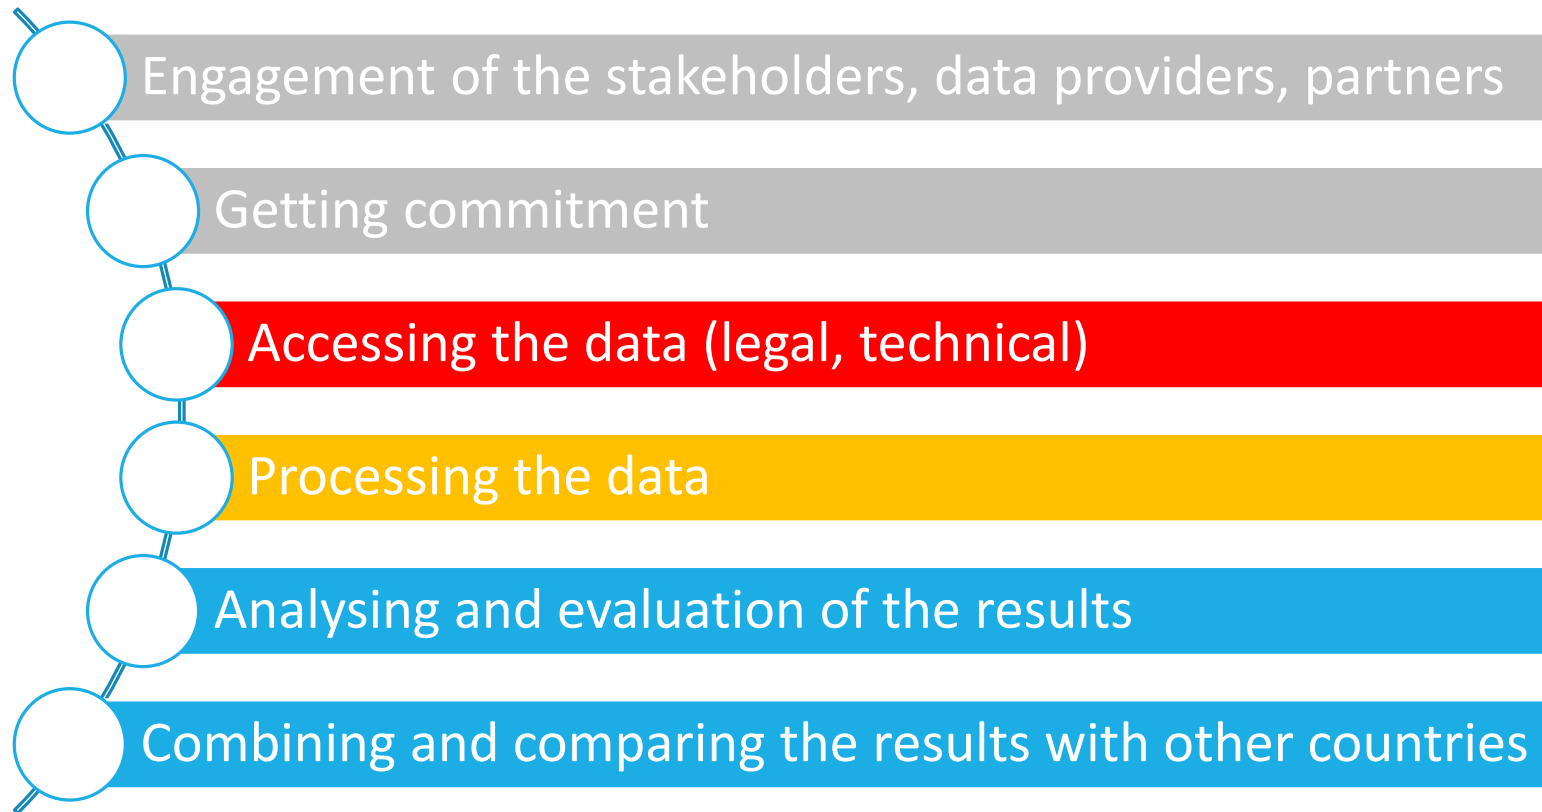 Engagement of the stakeholders, data providers, partners
Getting commitment
Accessing the data (legal, technical)
Processing the data
Analysing and evaluation of the results
Combining and comparing the results with other countries